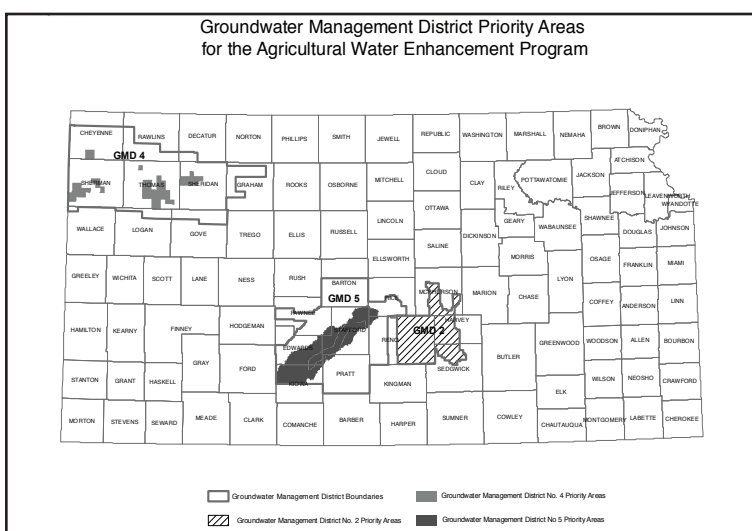 Groundwater Management District Priority Areas
for the Agricultural Water Enhancement Program
CHEYENNE RAWLINS DECATUR NORTON PHILLIPS SMITH JEWELL REPUBLIC WASHINGTON MARSHALL NEMAHA BROWN DONIPHAN
GMD 4
ATCHISON
SHERMAN THOMAS SHERIDAN GRAHAM ROOKS OSBORNE MITCHELL CLOUD CLAY RILEY POTTAWATOMIE JACKSON JEFFERSON LEAVENWORTH
WYANDOTTE
OTTAWA
LINCOLN GEARY WABAUNSEE SHAWNEE DOUGLAS JOHNSON
WALLACE LOGAN GOVE TREGO ELLIS RUSSELL SALINE DICKINSON
ELLSWORTH MORRIS OSAGE FRANKLIN MIAMI
GREELEY WICHITA SCOTT LANE NESS RUSH BARTON MCPHERSON MARION CHASE LYON
GMD 5 RICE
PAWNEE COFFEY ANDERSON LINN
HAMILTON KEARNY FINNEY HODGEMAN STAFFORD RENO GMD 2 HARVEY
EDWARDS BUTLER GREENWOOD WOODSON ALLEN BOURBON
GRAY FORD PRATT SEDGWICK
STANTON GRANT HASKELL KIOWA KINGMAN WILSON NEOSHO CRAWFORD
ELK
MORTON STEVENS SEWARD MEADE CLARK COMANCHE BARBER HARPER SUMNER COWLEY CHAUTAUQUA MONTGOMERY LABETTE CHEROKEE
Groundwater Management District Boundaries Groundwater Management District No. 4 Priority Areas
Groundwater Management District No. 2 Priority Areas Groundwater Management District No 5 Priority Areas